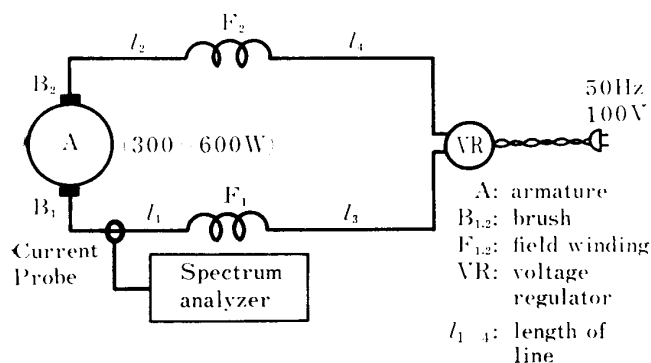 F₂
l₂
l₄
B₂
50Hz
100V
A
(300 - 600W)
VR
B₁
l₁
F₁
l₃
Current
Probe
Spectrum
analyzer
A: armature
B₁,₂: brush
F₁,₂: field winding
VR: voltage
regulator
l₁₋₄: length of
line